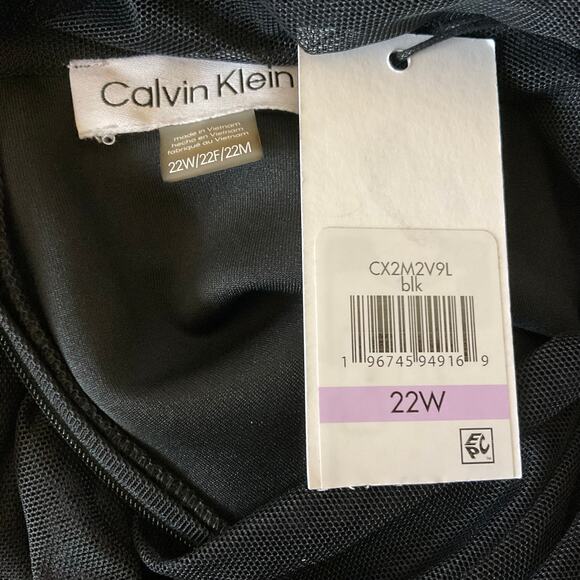 Calvin Klein
made in Vietnam
hecho en Vietnam
fabriqué au Vietnam
22W/22F/22M
CX2M2V9L
blk
1 96745 94916 9
22W
EPC